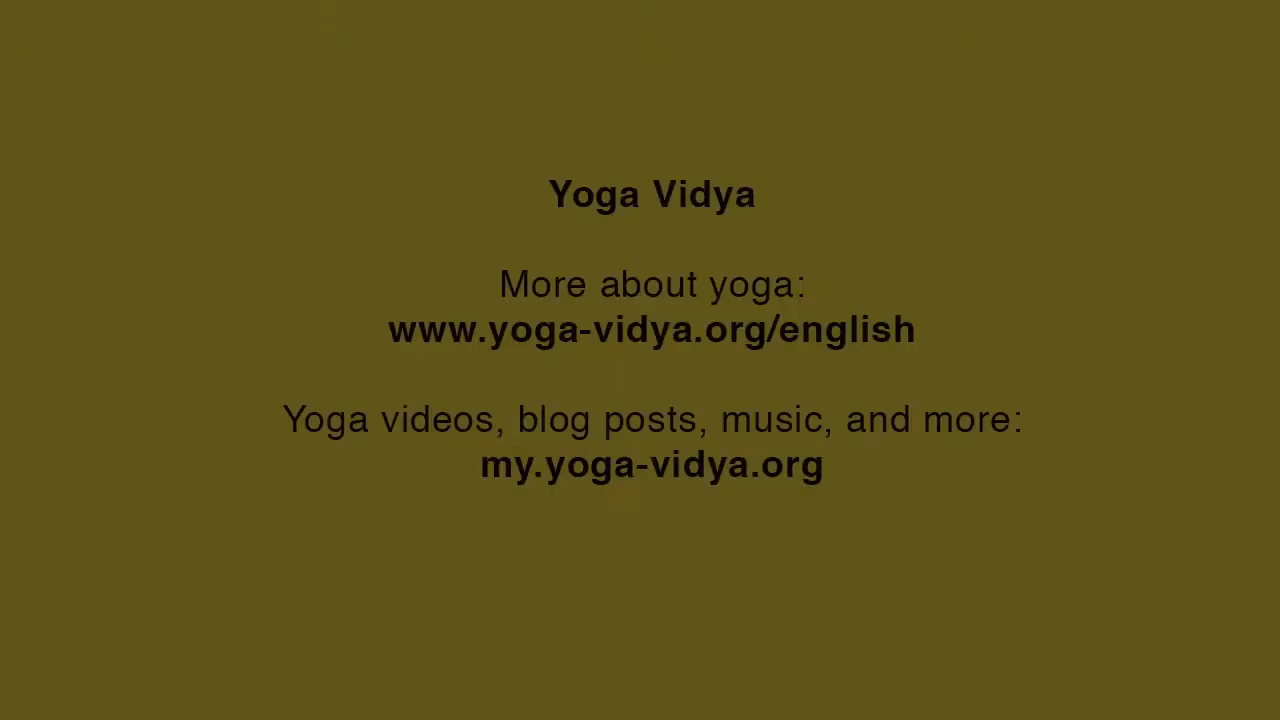 Yoga Vidya
More about yoga:
www.yoga-vidya.org/english
Yoga videos, blog posts, music, and more:
my.yoga-vidya.org